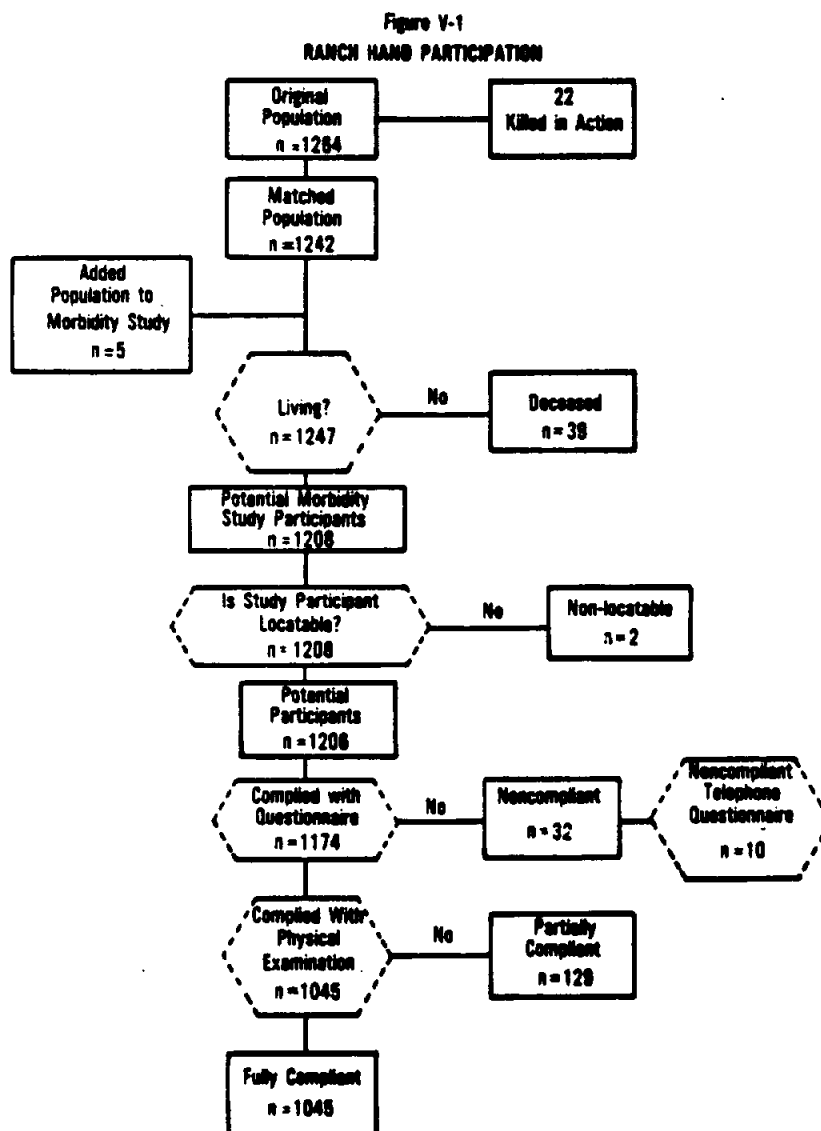 Figure V-1
RANCH HAND PARTICIPATION
Original
Population
n = 1264
22
Killed in Action
Matched
Population
n = 1242
Added
Population to
Morbidity Study
n = 5
Living?
n = 1247
No
Deceased
n = 39
Potential Morbidity
Study Participants
n = 1208
Is Study Participant
Locatable?
n = 1208
No
Non-locatable
n = 2
Potential
Participants
n = 1206
Complied with
Questionnaire
n = 1174
No
Noncompliant
n = 32
Noncompliant
Telephone
Questionnaire
n = 10
Complied With
Physical
Examination
n = 1045
No
Partially
Compliant
n = 129
Fully Compliant
n = 1045